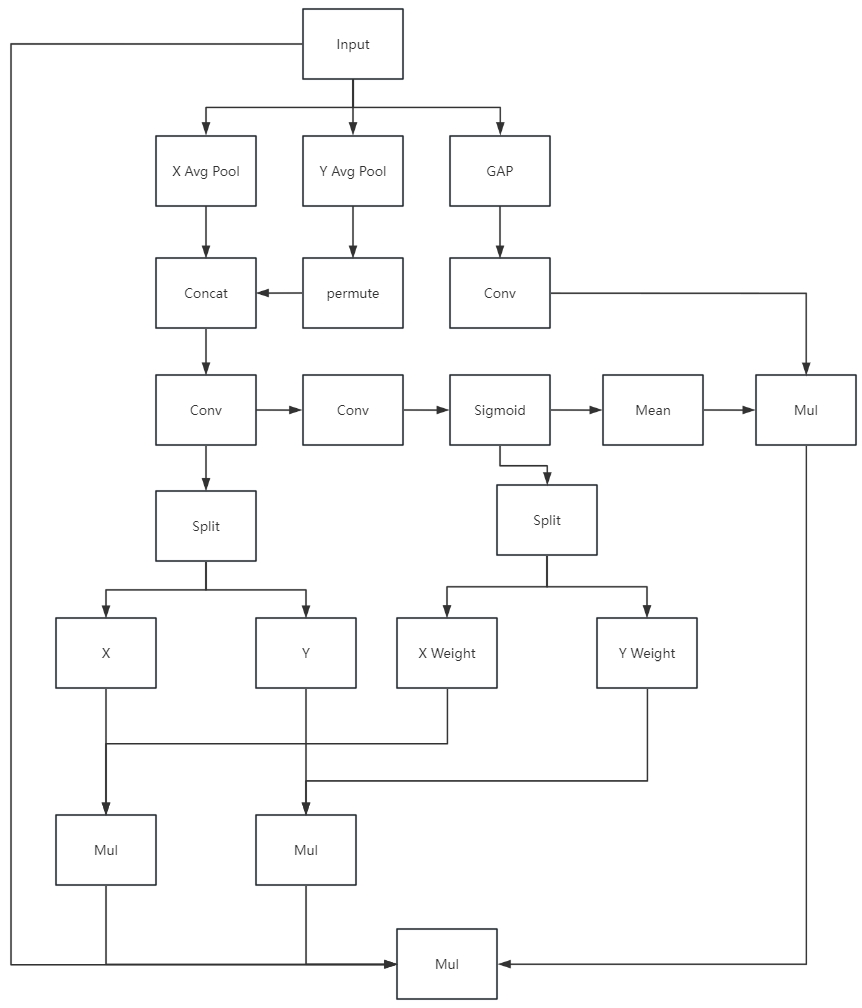 Input
X Avg Pool
Y Avg Pool
GAP
Concat
permute
Conv
Conv
Conv
Sigmoid
Mean
Mul
Split
Split
X
Y
X Weight
Y Weight
Mul
Mul
Mul